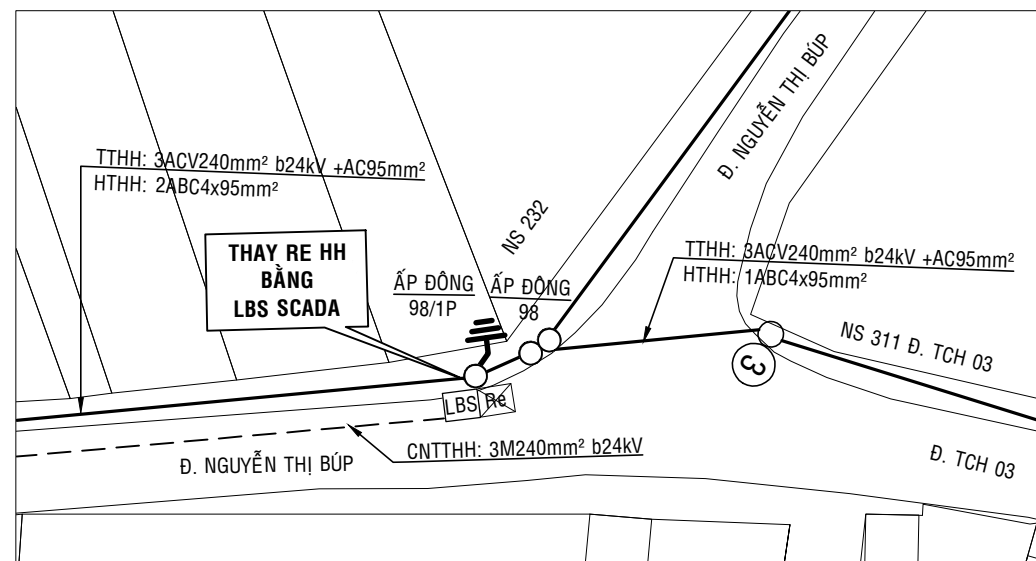 Đ. NGUYỄN THỊ BÚP
TTHH: 3ACV240mm² b24kV +AC95mm²
HTHH: 2ABC4x95mm²
NS 232
THAY RE HH
BẰNG
LBS SCADA
ẤP ĐÔNG
98/1P
ẤP ĐÔNG
98
TTHH: 3ACV240mm² b24kV +AC95mm²
HTHH: 1ABC4x95mm²
NS 311 Đ. TCH 03
3
LBS
Re
CNTTHH: 3M240mm² b24kV
Đ. NGUYỄN THỊ BÚP
Đ. TCH 03